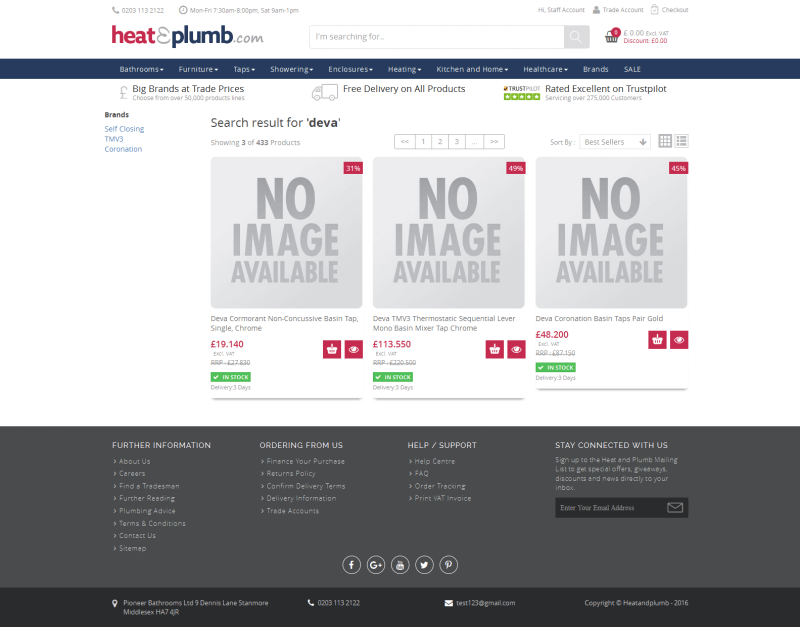 0203 113 2122
Mon-Fri 7:30am-8:00pm, Sat 9am-1pm
Hi, Staff Account
Trade Account
Checkout
heat&plumb.com
I'm searching for..
0
£ 0.00 Excl. VAT
Discount: £0.00
Bathrooms
Furniture
Taps
Showering
Enclosures
Heating
Kitchen and Home
Healthcare
Brands
SALE
£
Big Brands at Trade Prices
Choose from over 50,000 products lines
Free Delivery on All Products
TRUSTPILOT
Rated Excellent on Trustpilot
Servicing over 275,000 Customers
Brands
Self Closing
TMV3
Coronation
Search result for 'deva'
Showing 3 of 433 Products
<<
1
2
3
...
>>
Sort By :
Best Sellers
31%
NO
IMAGE
AVAILABLE
Deva Cormorant Non-Concussive Basin Tap,
Single, Chrome
£19.140
Excl. VAT
RRP : £27.830
IN STOCK
Delivery:3 Days
49%
NO
IMAGE
AVAILABLE
Deva TMV3 Thermostatic Sequential Lever
Mono Basin Mixer Tap Chrome
£113.550
Excl. VAT
RRP : £220.500
IN STOCK
Delivery:3 Days
45%
NO
IMAGE
AVAILABLE
Deva Coronation Basin Taps Pair Gold
£48.200
Excl. VAT
RRP : £87.150
IN STOCK
Delivery:3 Days
FURTHER INFORMATION
> About Us
> Careers
> Find a Tradesman
> Further Reading
> Plumbing Advice
> Terms & Conditions
> Contact Us
> Sitemap
ORDERING FROM US
> Finance Your Purchase
> Returns Policy
> Confirm Delivery Terms
> Delivery Information
> Trade Accounts
HELP / SUPPORT
> Help Centre
> FAQ
> Order Tracking
> Print VAT Invoice
STAY CONNECTED WITH US
Sign up to the Heat and Plumb Mailing
List to get special offers, giveaways,
discounts and news directly to your
inbox.
Enter Your Email Address
Pioneer Bathrooms Ltd 9 Dennis Lane Stanmore
Middlesex HA7 4JR
0203 113 2122
test123@gmail.com
Copyright © Heatandplumb - 2016